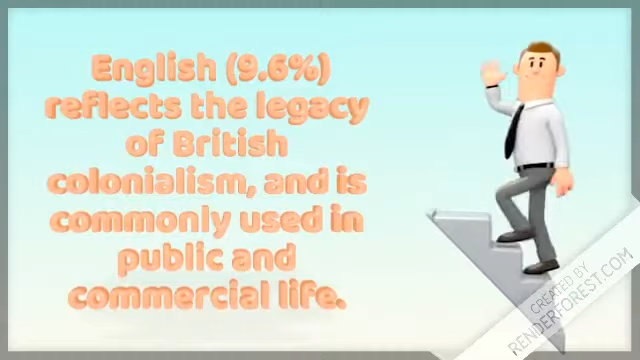 English (9.6%)
reflects the legacy
of British
colonialism, and is
commonly used in
public and
commercial life.
CREATED BY
RENDERFOREST.COM